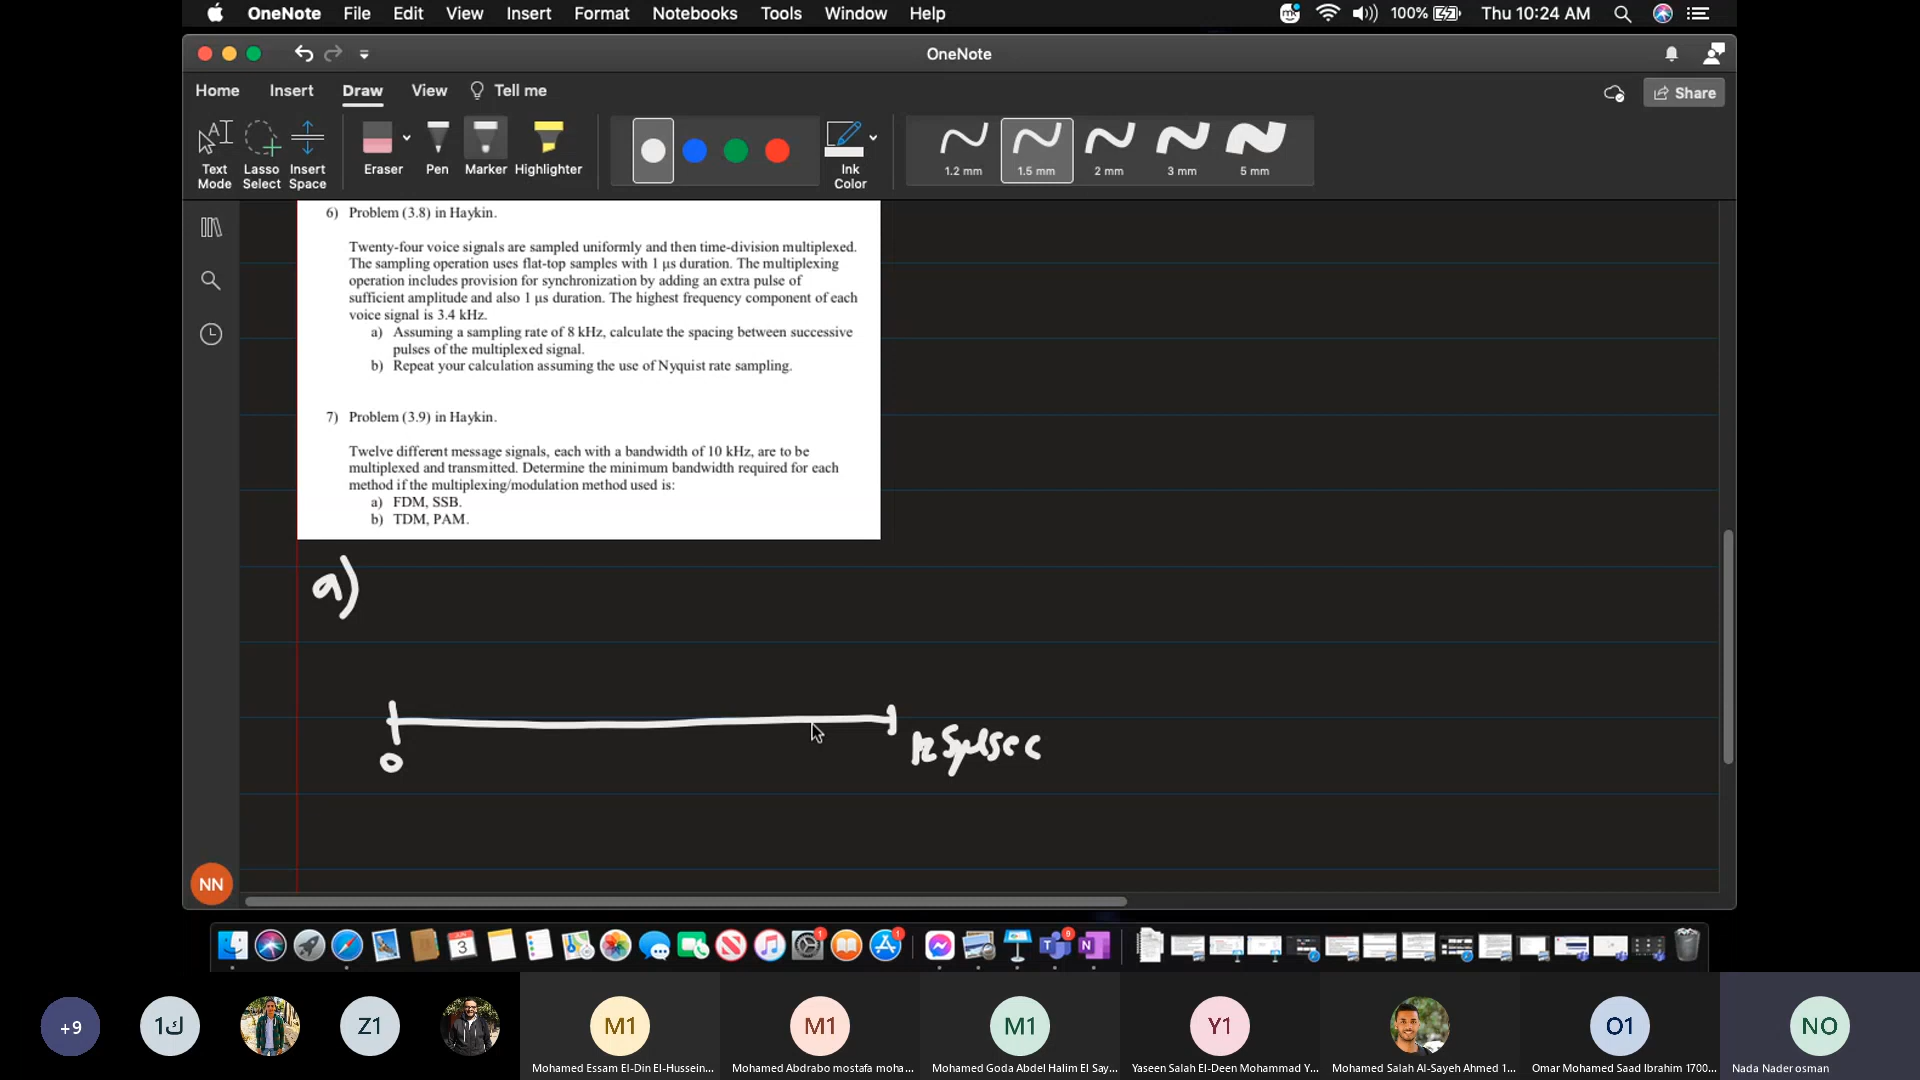 OneNote File Edit View Insert Format Notebooks Tools Window Help
100% Thu 10:24 AM
OneNote
Home Insert Draw View Tell me
Share
Text Mode
Lasso Select
Insert Space
Eraser
Pen
Marker
Highlighter
Ink Color
1.2 mm
1.5 mm
2 mm
3 mm
5 mm
6) Problem (3.8) in Haykin.
Twenty-four voice signals are sampled uniformly and then time-division multiplexed.
The sampling operation uses flat-top samples with 1 μs duration. The multiplexing
operation includes provision for synchronization by adding an extra pulse of
sufficient amplitude and also 1 μs duration. The highest frequency component of each
voice signal is 3.4 kHz.
a) Assuming a sampling rate of 8 kHz, calculate the spacing between successive
pulses of the multiplexed signal.
b) Repeat your calculation assuming the use of Nyquist rate sampling.
7) Problem (3.9) in Haykin.
Twelve different message signals, each with a bandwidth of 10 kHz, are to be
multiplexed and transmitted. Determine the minimum bandwidth required for each
method if the multiplexing/modulation method used is:
a) FDM, SSB.
b) TDM, PAM.
a)
0
NN
JUN
3
1
1
9
+9
ك1
Z1
M1
M1
M1
Y1
O1
NO
Mohamed Essam El-Din El-Hussein...
Mohamed Abdrabo mostafa moha...
Mohamed Goda Abdel Halim El Say...
Yaseen Salah El-Deen Mohammad Y...
Mohamed Salah Al-Sayeh Ahmed 1...
Omar Mohamed Saad Ibrahim 1700...
Nada Nader osman